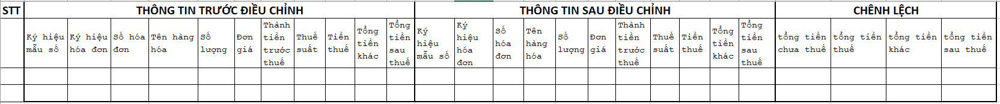 STT THÔNG TIN TRƯỚC ĐIỀU CHỈNH THÔNG TIN SAU ĐIỀU CHỈNH CHÊNH LỆCH
Ký hiệu
mẫu số
Ký hiệu
hóa đơn
Số hóa
đơn
Tên hàng
hóa
Số
lượng
Đơn
giá
Thành
tiền
trước
thuế
Thuế
suất
Tiền
thuế
Tổng
tiền
khác
Tổng
tiền
sau
thuế
Ký
hiệu
mẫu số
Ký
hiệu
hóa
đơn
Số
hóa
đơn
Tên
hàng
hóa
Số
lượng
Đơn
giá
Thành
tiền
trước
thuế
Thuế
suất
Tiền
thuế
Tổng
tiền
khác
Tổng
tiền
sau
thuế
tổng tiền
chưa thuế
tổng tiền
thuế
tổng tiền
khác
tổng tiền
sau thuế